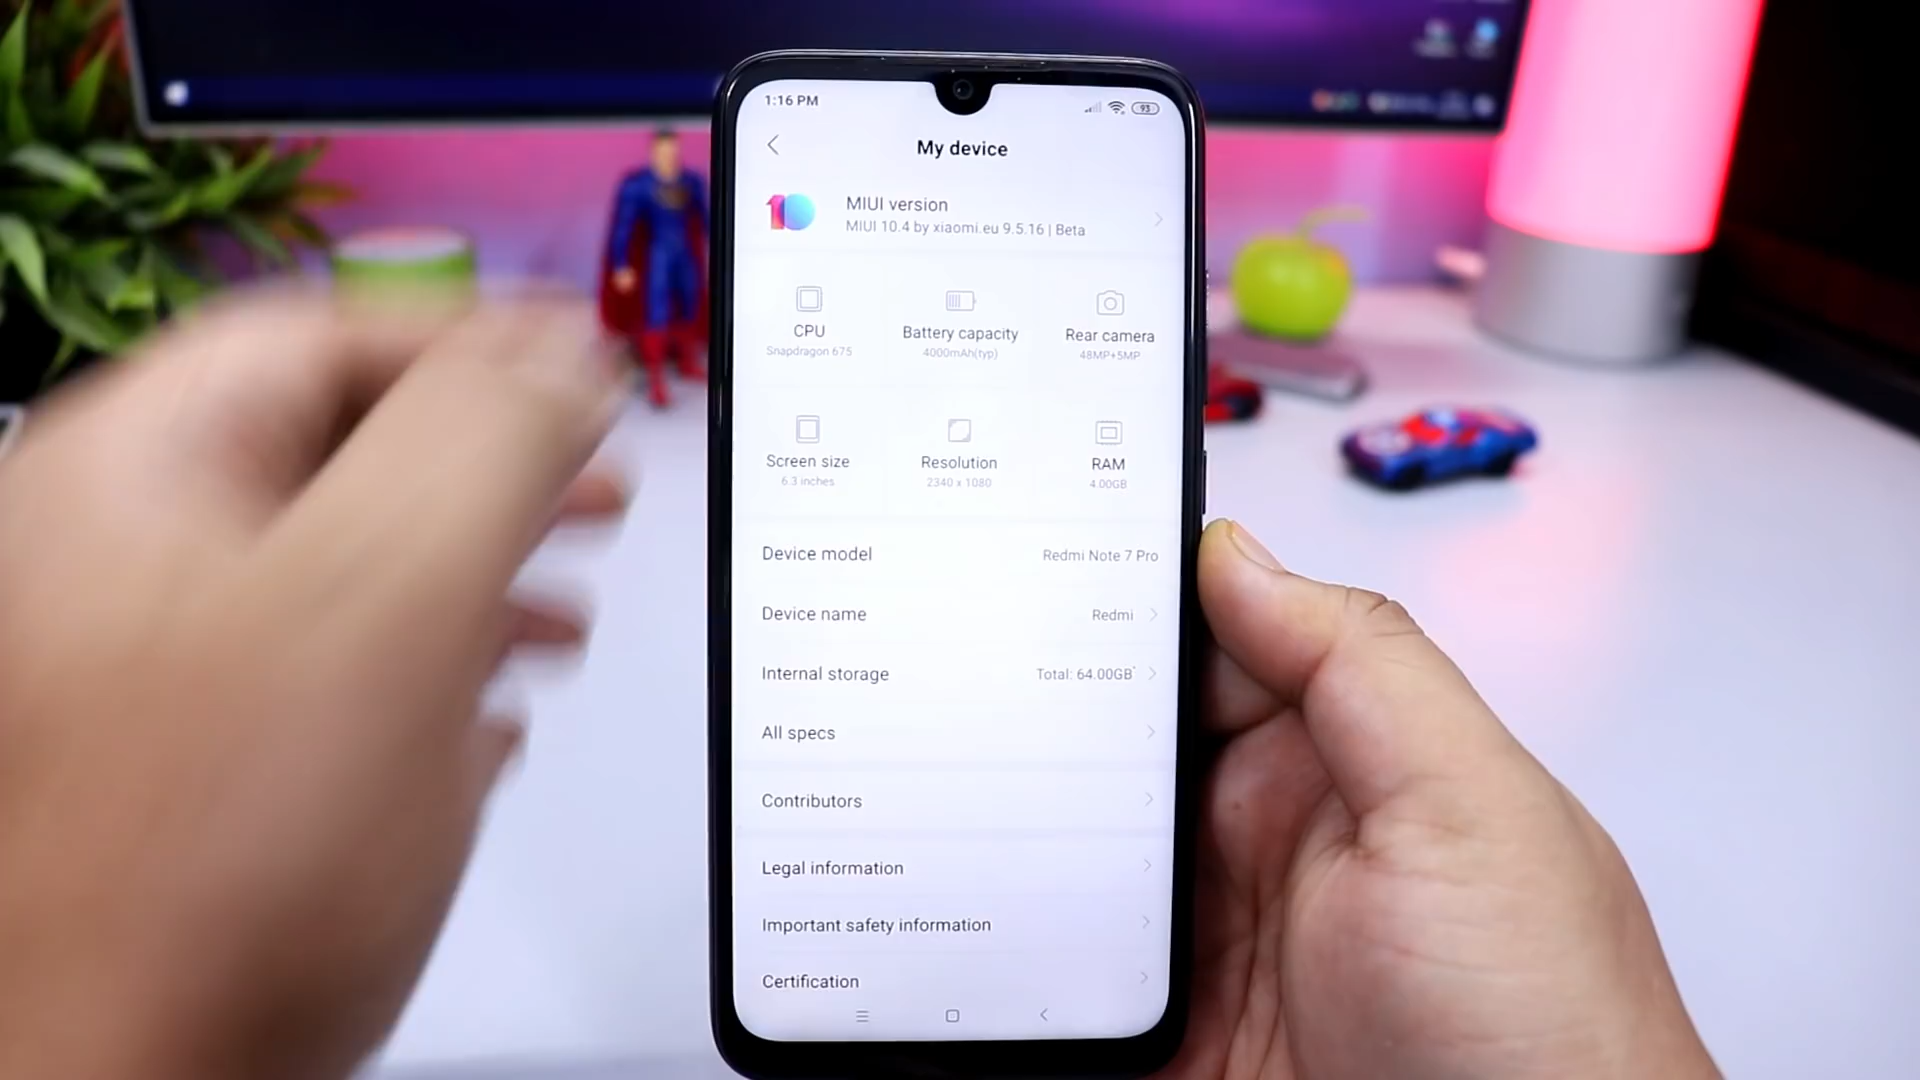 1:16 PM
93
My device
10
MIUI version
MIUI 10.4 by xiaomi.eu 9.5.16 | Beta
CPU
Snapdragon 675
Battery capacity
4000mAh(typ)
Rear camera
48MP+5MP
Screen size
6.3 inches
Resolution
2340 x 1080
RAM
4.00GB
Device model
Redmi Note 7 Pro
Device name
Redmi
Internal storage
Total: 64.00GB*
All specs
Contributors
Legal information
Important safety information
Certification